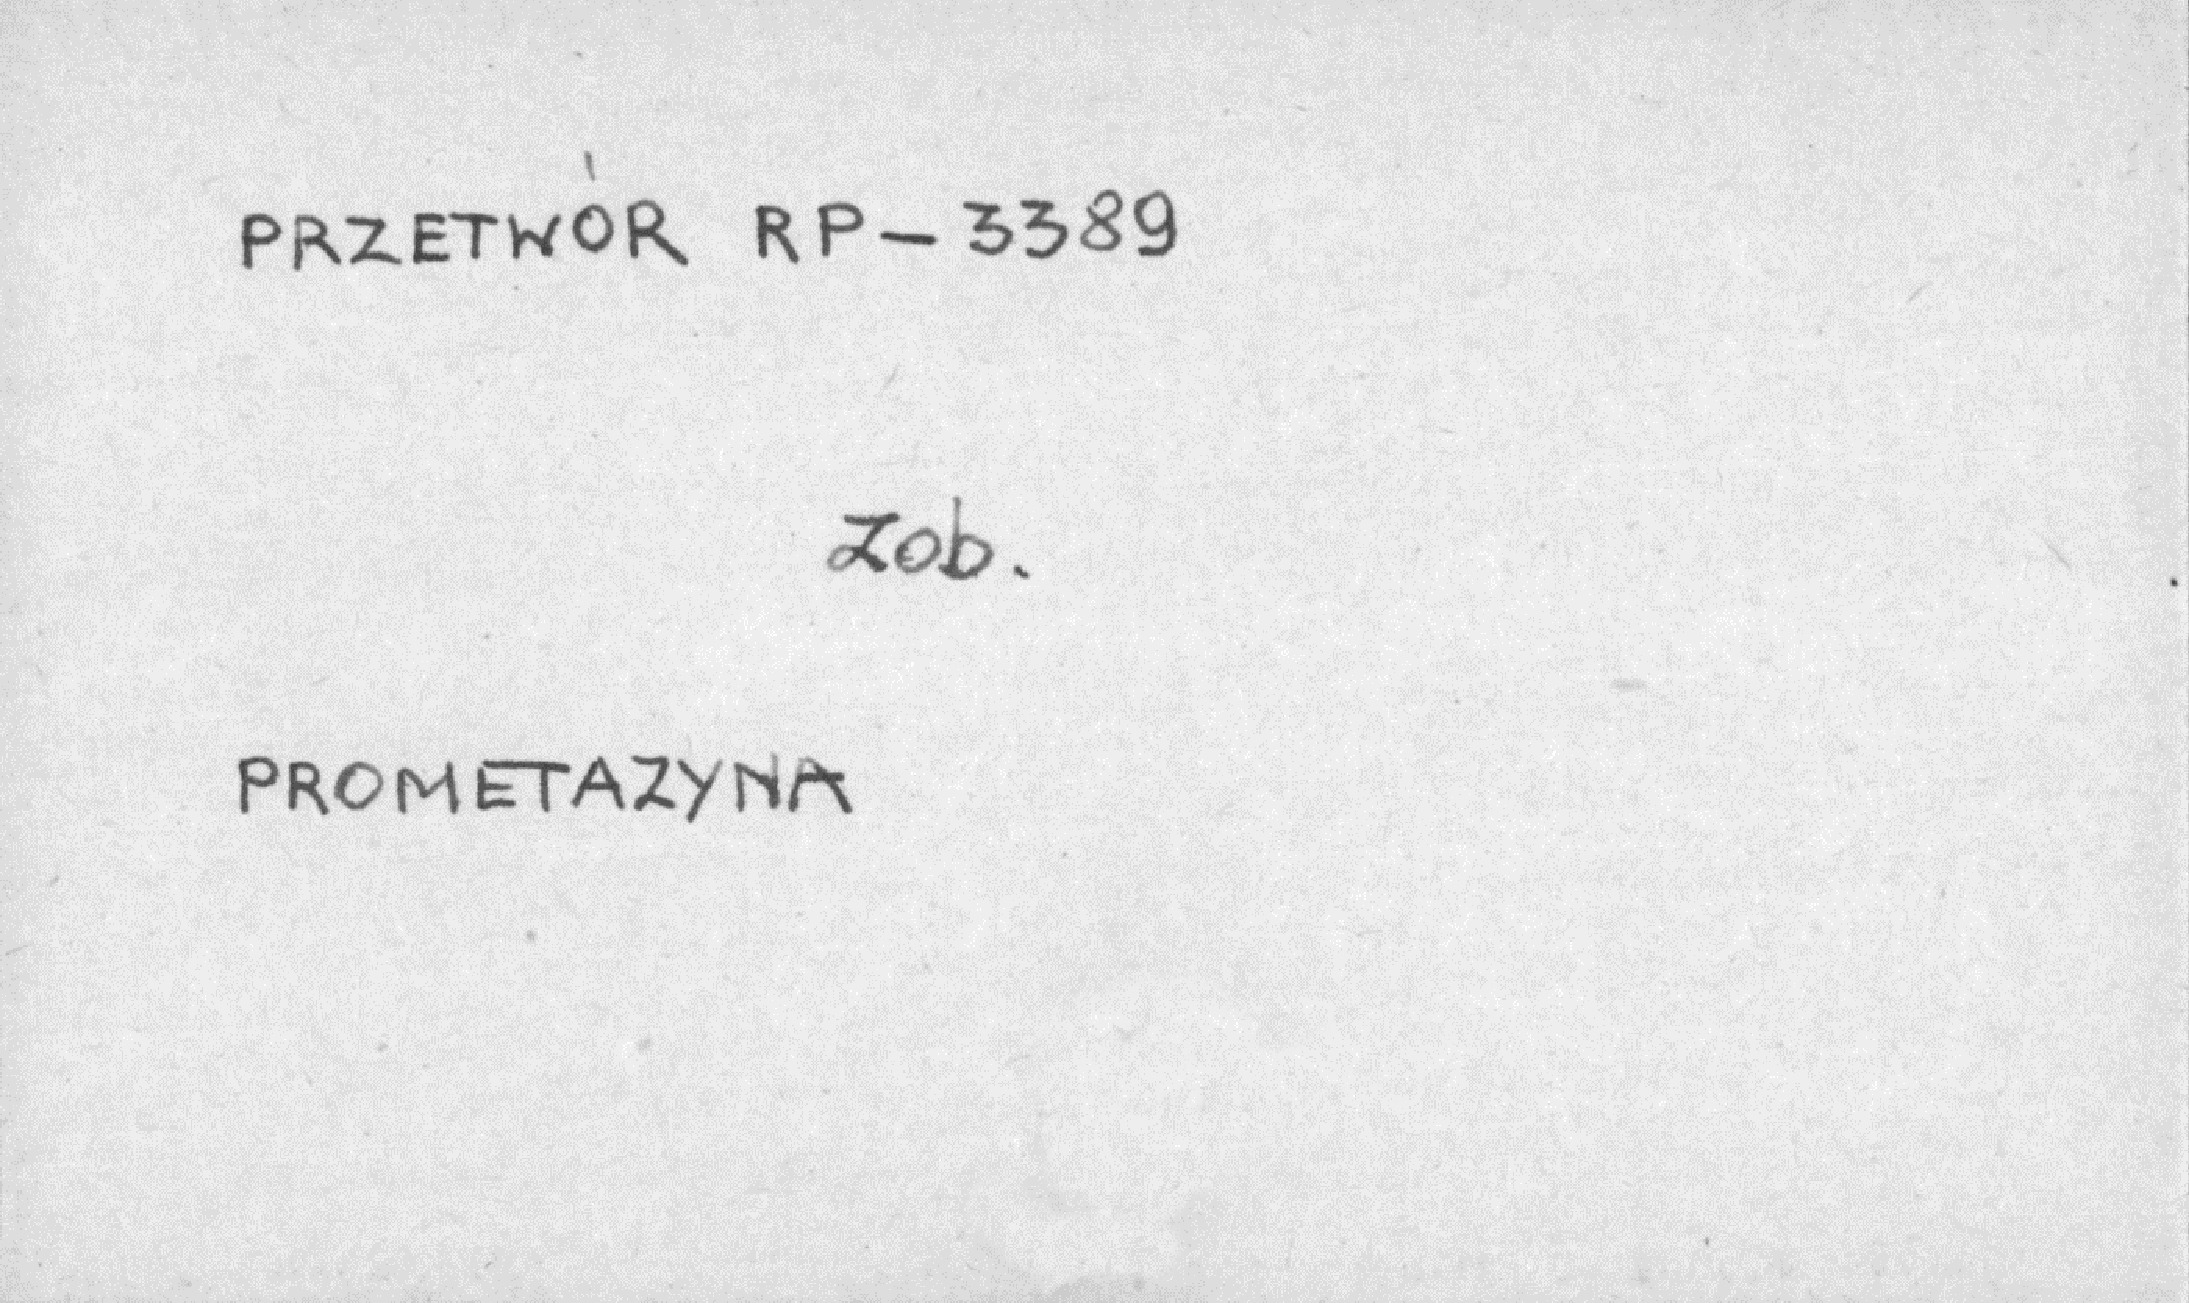 PRZETWÓR RP-3389
Zob.
PROMETAZYNA